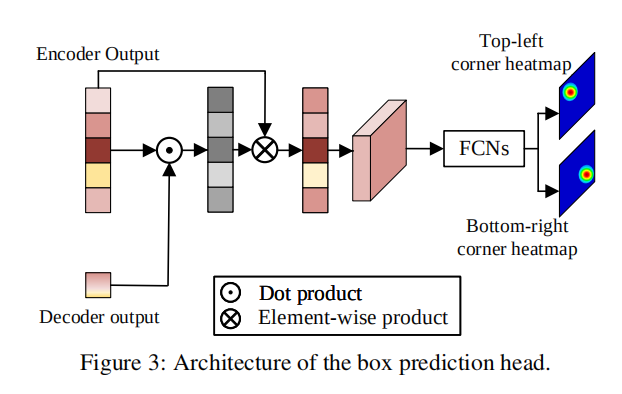 Encoder Output
Top-left
corner heatmap
FCNs
Bottom-right
corner heatmap
Decoder output
Dot product
Element-wise product
Figure 3: Architecture of the box prediction head.